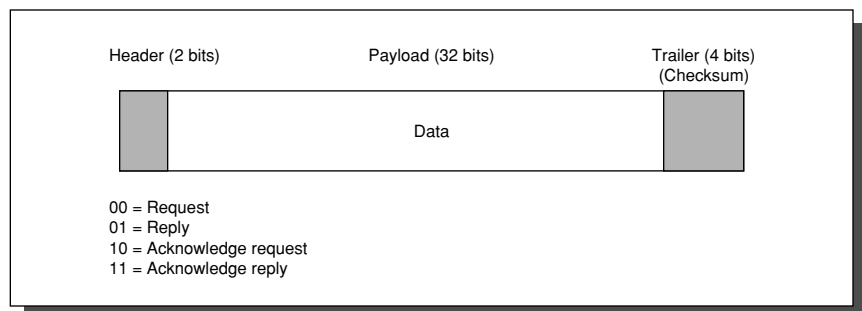 Header (2 bits)
Payload (32 bits)
Trailer (4 bits)
(Checksum)
Data
00 = Request
01 = Reply
10 = Acknowledge request
11 = Acknowledge reply